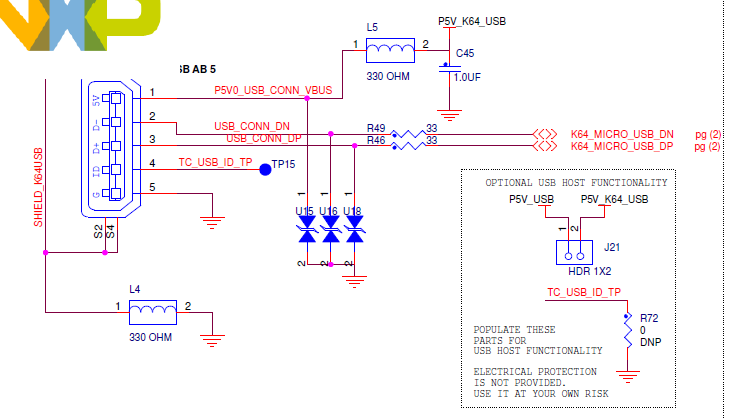 NXP
L5
P5V_K64_USB
1
2
C45
330 OHM
1.0UF
SB AB 5
5V
1
P5V0_USB_CONN_VBUS
D-
2
USB_CONN_DN
R49
33
K64_MICRO_USB_DN
pg (2)
D+
3
USB_CONN_DP
R46
33
K64_MICRO_USB_DP
pg (2)
ID
4
TC_USB_ID_TP
TP15
G
5
SHIELD_K64USB
S2
S4
1
1
1
U15
U16
U18
2
2
2
L4
1
2
330 OHM
OPTIONAL USB HOST FUNCTIONALITY
P5V_USB
P5V_K64_USB
1
2
J21
HDR 1X2
TC_USB_ID_TP
R72
0
DNP
POPULATE THESE
PARTS FOR
USB HOST FUNCTIONALITY
ELECTRICAL PROTECTION
IS NOT PROVIDED.
USE IT AT YOUR OWN RISK